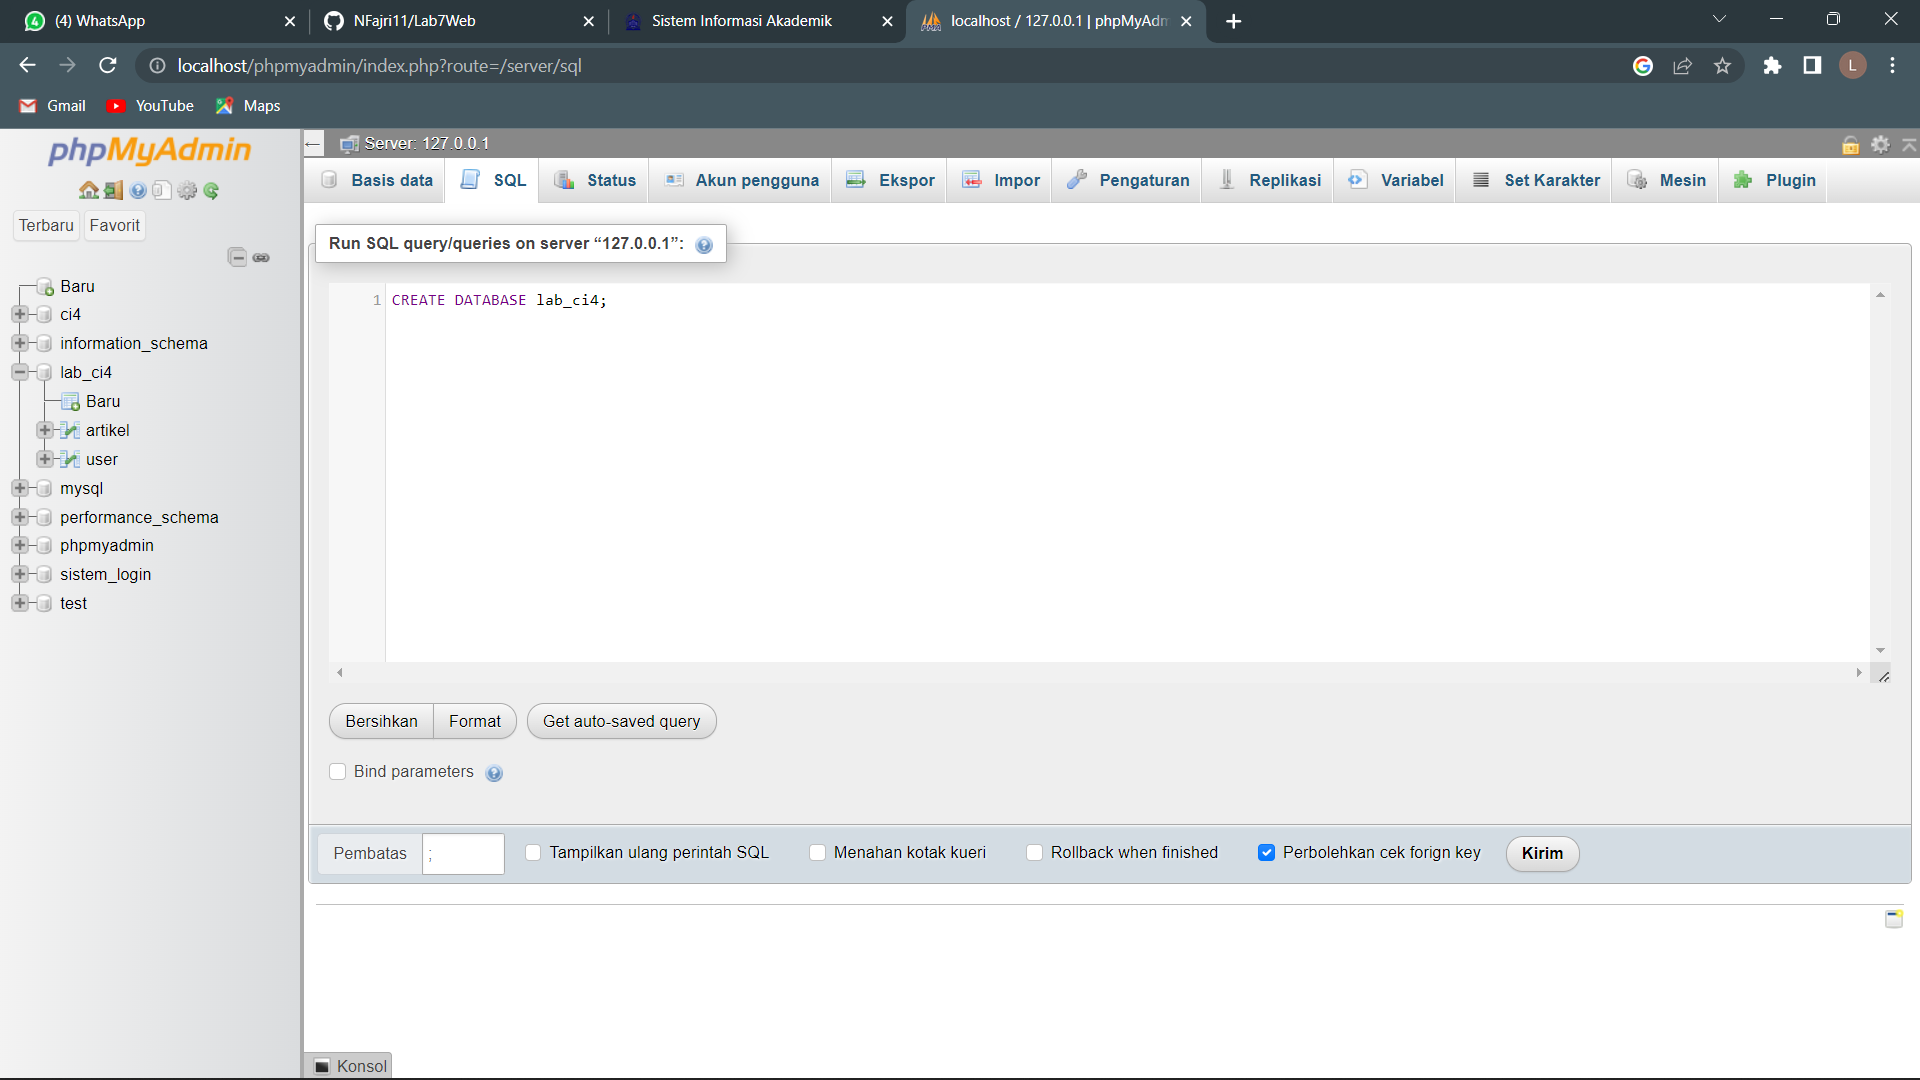 (4) WhatsApp
NFajri11/Lab7Web
Sistem Informasi Akademik
localhost / 127.0.0.1 | phpMyAdm
localhost/phpmyadmin/index.php?route=/server/sql
L
Gmail
YouTube
Maps
phpMyAdmin
Terbaru
Favorit
Baru
ci4
information_schema
lab_ci4
Baru
artikel
user
mysql
performance_schema
phpmyadmin
sistem_login
test
Server: 127.0.0.1
Basis data
SQL
Status
Akun pengguna
Ekspor
Impor
Pengaturan
Replikasi
Variabel
Set Karakter
Mesin
Plugin
Run SQL query/queries on server “127.0.0.1”:
1 CREATE DATABASE lab_ci4;
Bersihkan
Format
Get auto-saved query
Bind parameters
Pembatas
;
Tampilkan ulang perintah SQL
Menahan kotak kueri
Rollback when finished
Perbolehkan cek forign key
Kirim
Konsol